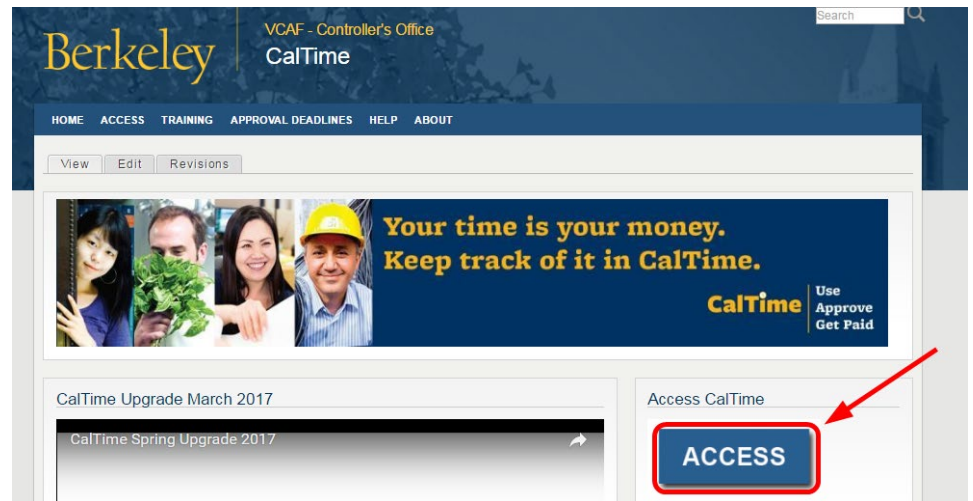 Search
Berkeley
VCAF - Controller's Office
CalTime
HOME ACCESS TRAINING APPROVAL DEADLINES HELP ABOUT
View Edit Revisions
Your time is your money.
Keep track of it in CalTime.
CalTime
Use
Approve
Get Paid
CalTime Upgrade March 2017
CalTime Spring Upgrade 2017
Access CalTime
ACCESS